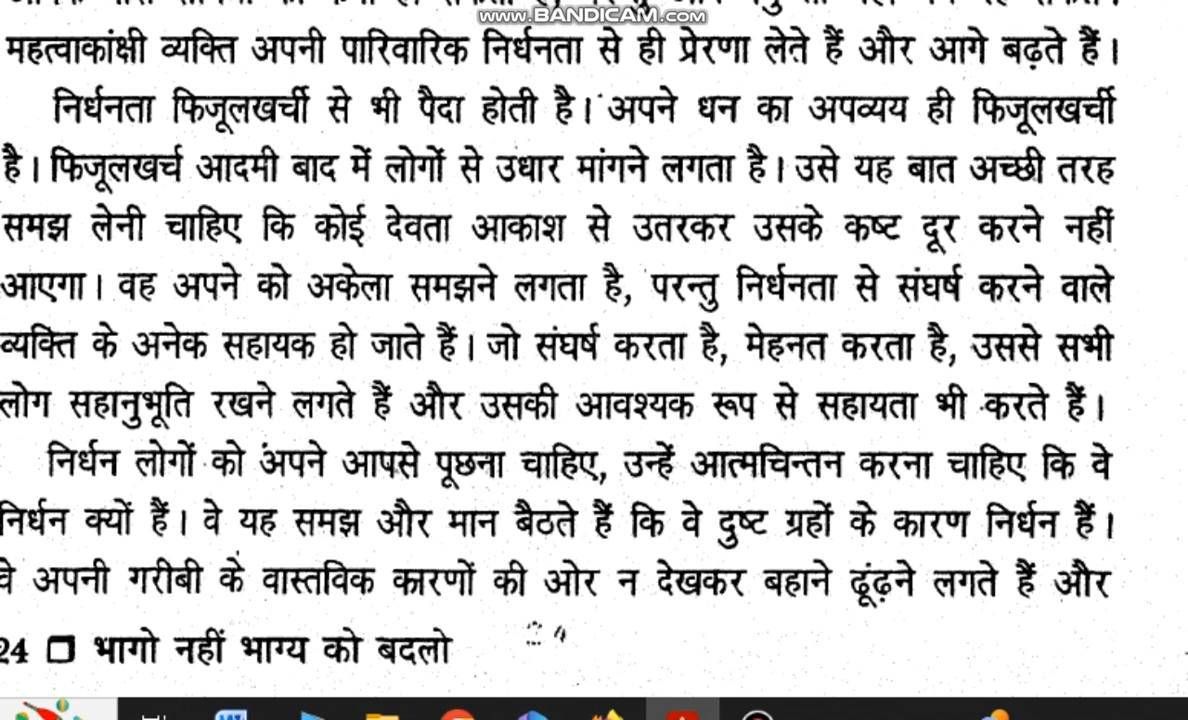 www.BANDICAM.com
महत्वाकांक्षी व्यक्ति अपनी पारिवारिक निर्धनता से ही प्रेरणा लेते हैं और आगे बढ़ते हैं।
निर्धनता फिजूलखर्ची से भी पैदा होती है। अपने धन का अपव्यय ही फिजूलखर्ची
है। फिजूलखर्च आदमी बाद में लोगों से उधार मांगने लगता है। उसे यह बात अच्छी तरह
समझ लेनी चाहिए कि कोई देवता आकाश से उतरकर उसके कष्ट दूर करने नहीं
आएगा। वह अपने को अकेला समझने लगता है, परन्तु निर्धनता से संघर्ष करने वाले
व्यक्ति के अनेक सहायक हो जाते हैं। जो संघर्ष करता है, मेहनत करता है, उससे सभी
लोग सहानुभूति रखने लगते हैं और उसकी आवश्यक रूप से सहायता भी करते हैं।
निर्धन लोगों को अपने आपसे पूछना चाहिए, उन्हें आत्मचिन्तन करना चाहिए कि वे
निर्धन क्यों हैं। वे यह समझ और मान बैठते हैं कि वे दुष्ट ग्रहों के कारण निर्धन हैं।
वे अपनी गरीबी के वास्तविक कारणों की ओर न देखकर बहाने ढूंढ़ने लगते हैं और
24 ❒ भागो नहीं भाग्य को बदलो